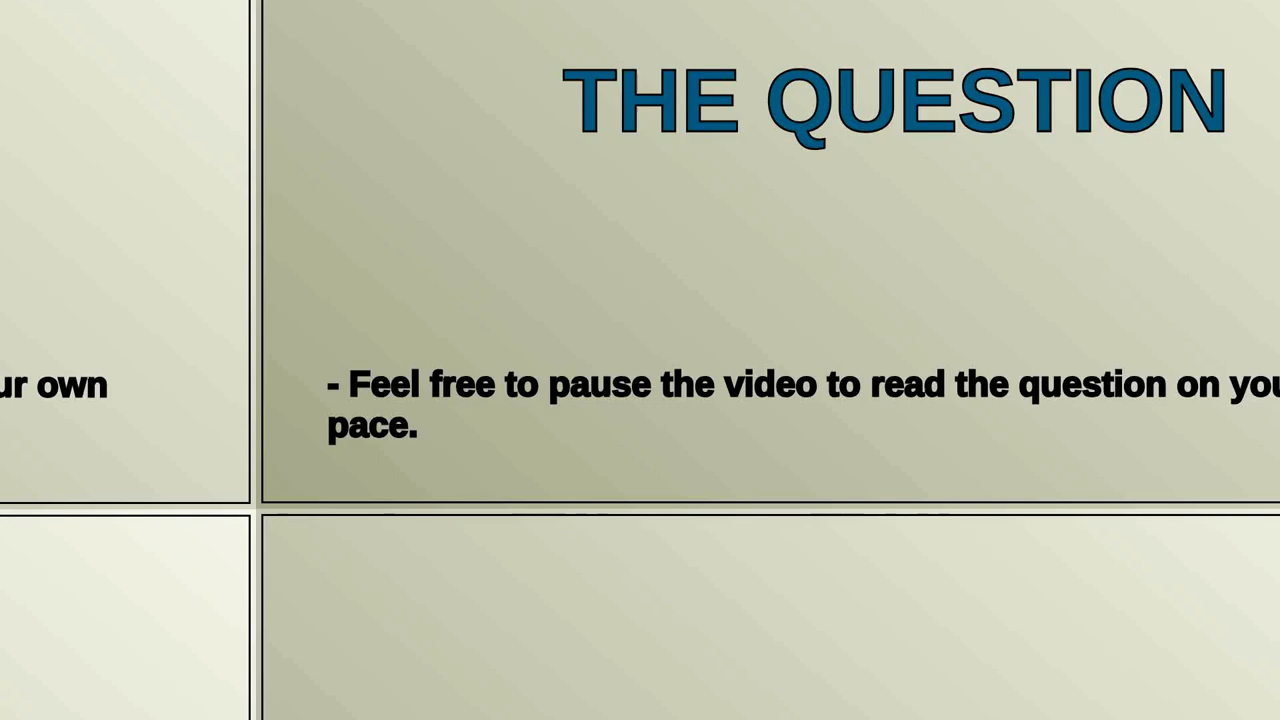 THE QUESTION
ur own
- Feel free to pause the video to read the question on you
pace.